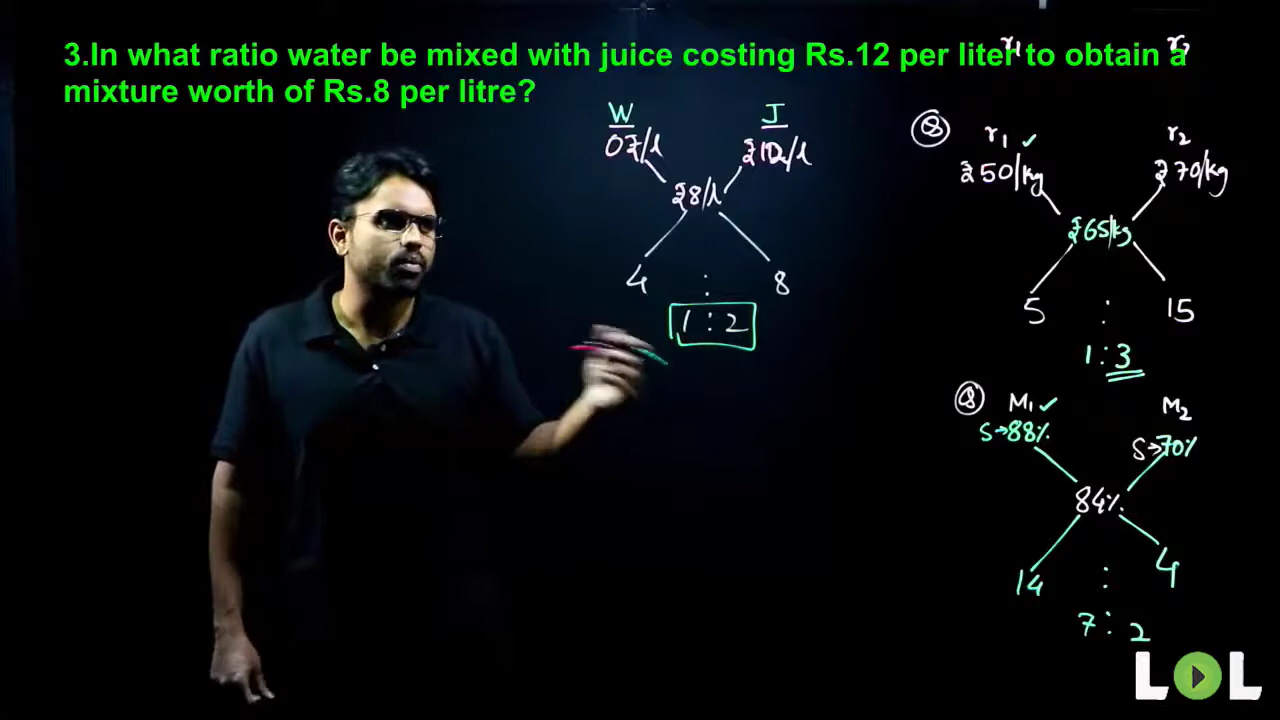 3.In what ratio water be mixed with juice costing Rs.12 per liter to obtain a
mixture worth of Rs.8 per litre?
r1 r2
W J
0₹/l ₹12/l
₹8/l
4 : 8
1 : 2
Q
r1 ✓ r2
₹50/kg ₹70/kg
₹65/kg
5 : 15
1 : 3
Q M1 ✓ M2
S→88% S→70%
84%
14 : 4
7 : 2
LOL